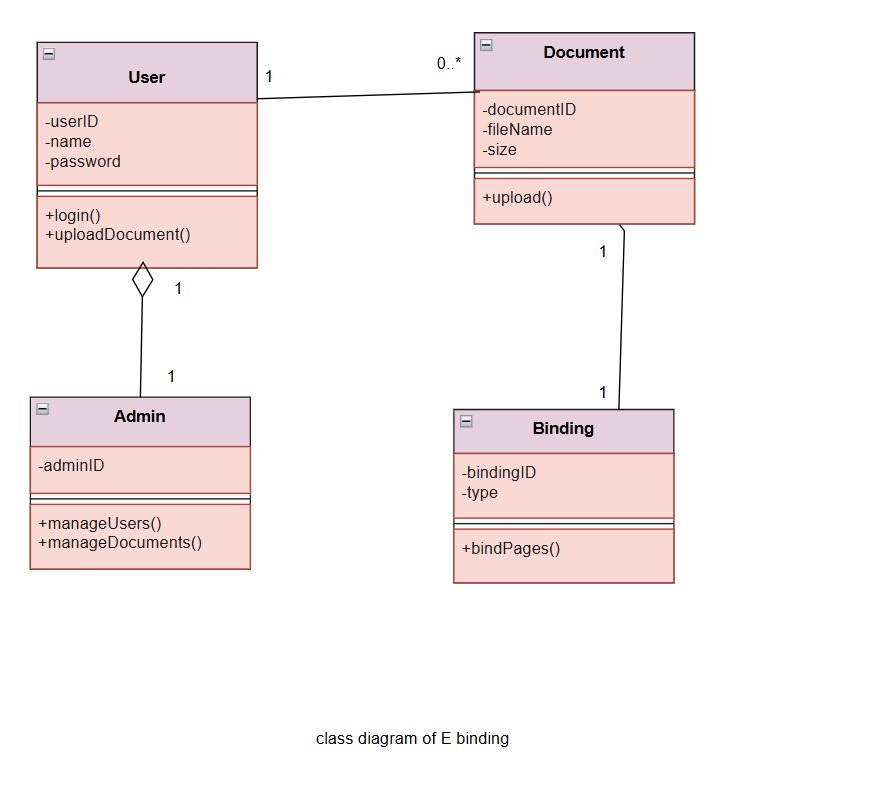 User
-userID
-name
-password
+login()
+uploadDocument()
1
0..*
Document
-documentID
-fileName
-size
+upload()
1
1
1
1
Admin
-adminID
+manageUsers()
+manageDocuments()
Binding
-bindingID
-type
+bindPages()
class diagram of E binding